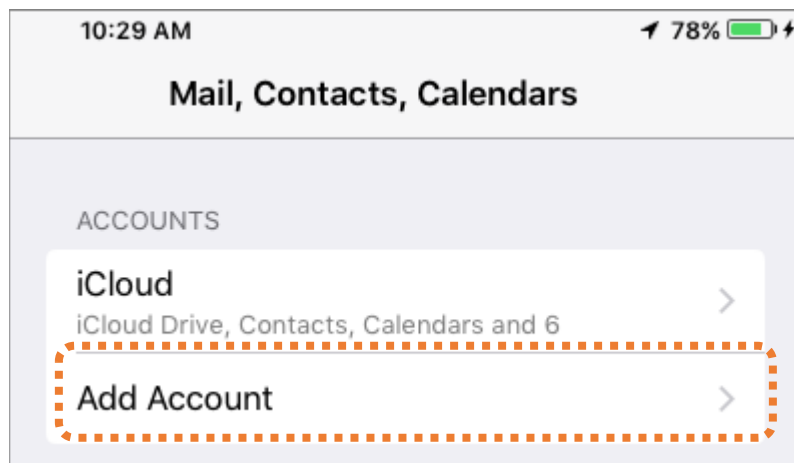 10:29 AM 78%
Mail, Contacts, Calendars
ACCOUNTS
iCloud
iCloud Drive, Contacts, Calendars and 6
Add Account